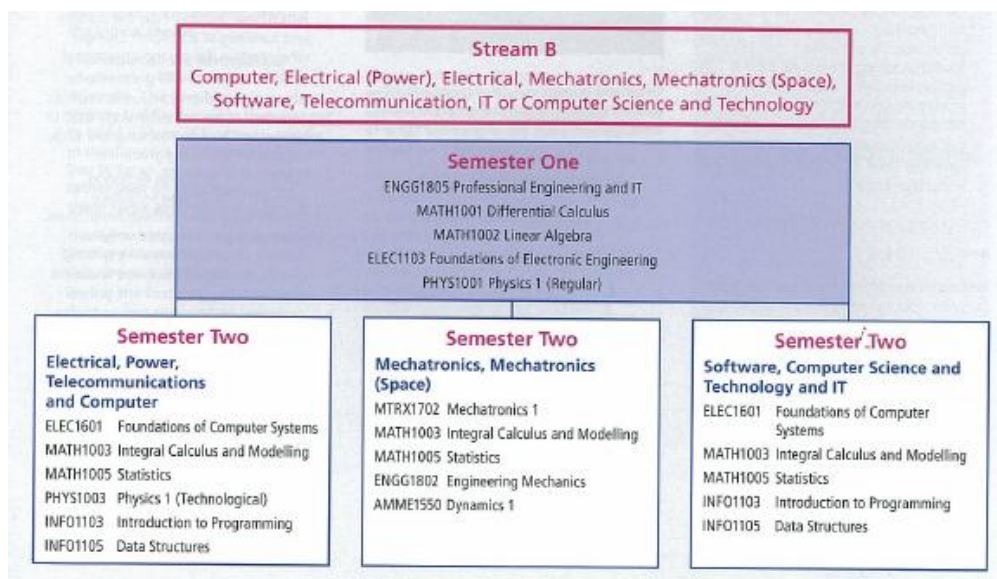 Stream B
Computer, Electrical (Power), Electrical, Mechatronics, Mechatronics (Space),
Software, Telecommunication, IT or Computer Science and Technology
Semester One
ENGG1805 Professional Engineering and IT
MATH1001 Differential Calculus
MATH1002 Linear Algebra
ELEC1103 Foundations of Electronic Engineering
PHYS1001 Physics 1 (Regular)
Semester Two
Electrical, Power,
Telecommunications
and Computer
ELEC1601 Foundations of Computer Systems
MATH1003 Integral Calculus and Modelling
MATH1005 Statistics
PHYS1003 Physics 1 (Technological)
INFO1103 Introduction to Programming
INFO1105 Data Structures
Semester Two
Mechatronics, Mechatronics
(Space)
MTRX1702 Mechatronics 1
MATH1003 Integral Calculus and Modelling
MATH1005 Statistics
ENGG1802 Engineering Mechanics
AMME1550 Dynamics 1
Semester Two
Software, Computer Science and
Technology and IT
ELEC1601 Foundations of Computer
Systems
MATH1003 Integral Calculus and Modelling
MATH1005 Statistics
INFO1103 Introduction to Programming
INFO1105 Data Structures